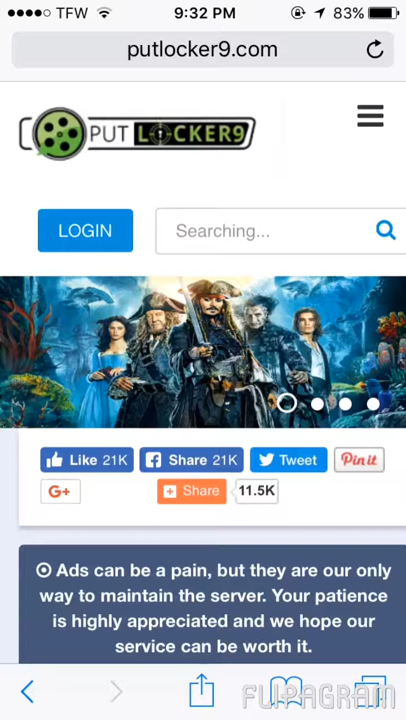 TFW 9:32 PM 83%
putlocker9.com
PUT LOCKER9
LOGIN
Searching...
Like 21K
Share 21K
Tweet
Pin it
G+
Share
11.5K
Ads can be a pain, but they are our only
way to maintain the server. Your patience
is highly appreciated and we hope our
service can be worth it.
FLIPAGRAM